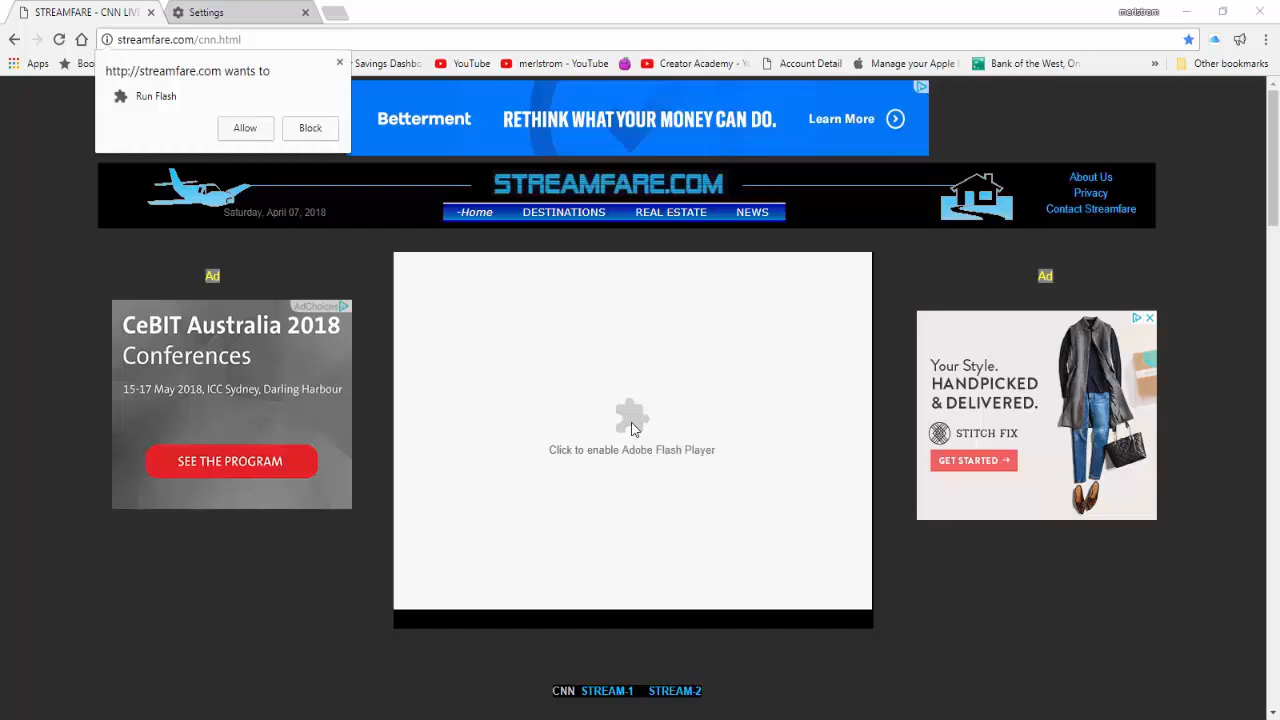 STREAMFARE - CNN LIVE
Settings
merlstrom
streamfare.com/cnn.html
Apps
Savings Dashbo
YouTube
merlstrom - YouTube
Creator Academy - Yo
Account Detail
Manage your Apple I
Bank of the West, On
»
Other bookmarks
http://streamfare.com wants to
Run Flash
Allow
Block
Betterment
RETHINK WHAT YOUR MONEY CAN DO.
Learn More
STREAMFARE.COM
Saturday, April 07, 2018
-Home
DESTINATIONS
REAL ESTATE
NEWS
About Us
Privacy
Contact Streamfare
Ad
AdChoices
CeBIT Australia 2018
Conferences
15-17 May 2018, ICC Sydney, Darling Harbour
SEE THE PROGRAM
Click to enable Adobe Flash Player
Ad
Your Style.
HANDPICKED
& DELIVERED.
STITCH FIX
GET STARTED →
CNN STREAM-1 STREAM-2